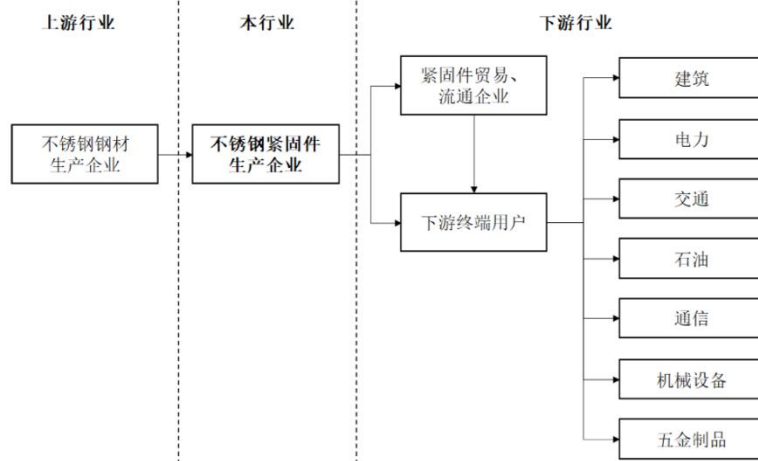 上游行业
本行业
下游行业
不锈钢钢材
生产企业
不锈钢紧固件
生产企业
紧固件贸易、
流通企业
下游终端用户
建筑
电力
交通
石油
通信
机械设备
五金制品